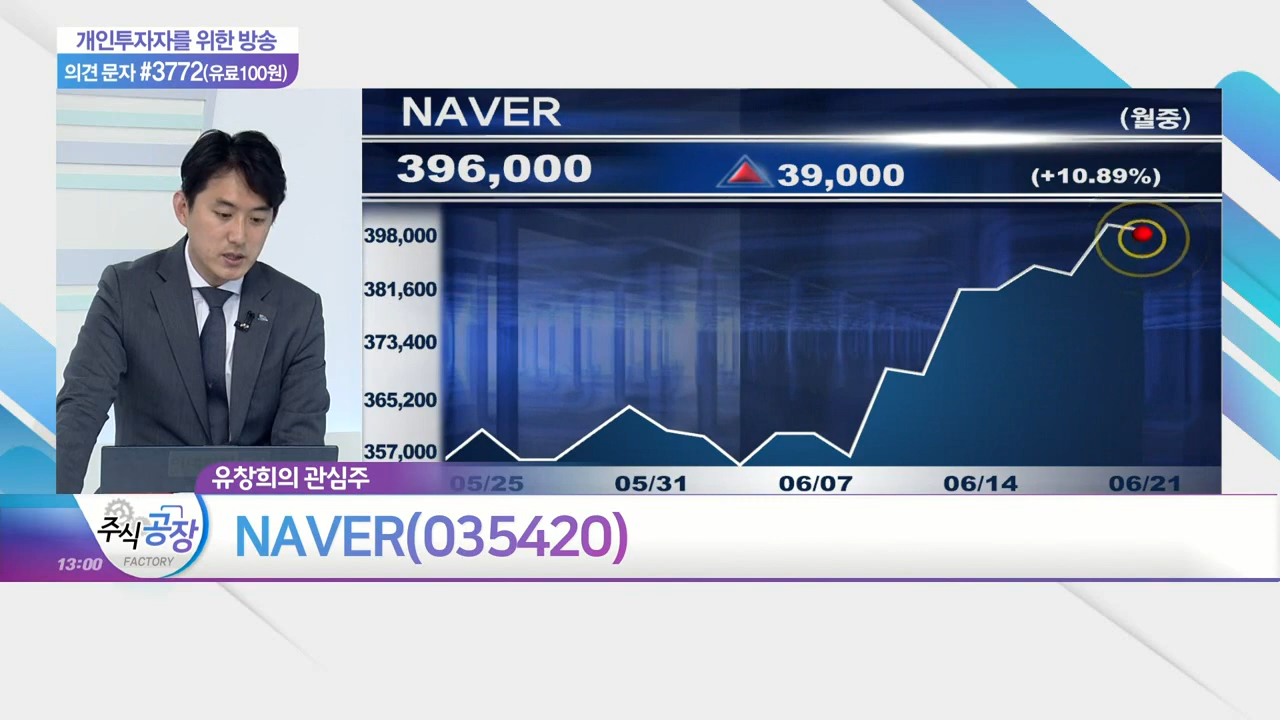 개인투자자를 위한 방송
의견 문자 #3772(유료100원)
NAVER
(월중)
396,000
39,000
(+10.89%)
398,000
381,600
373,400
365,200
357,000
05/25
05/31
06/07
06/14
06/21
유창희의 관심주
주식공장
FACTORY
13:00
NAVER(035420)